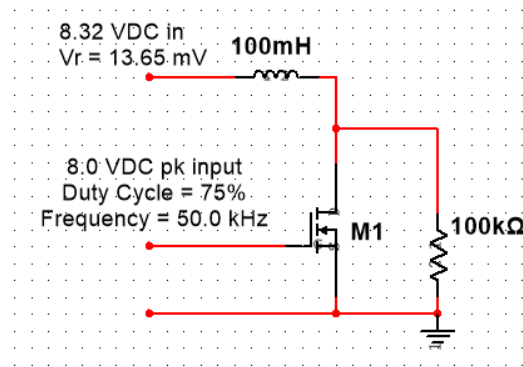 8.32 VDC in
Vr = 13.65 mV
100mH
8.0 VDC pk input
Duty Cycle = 75%
Frequency = 50.0 kHz
M1
100kΩ